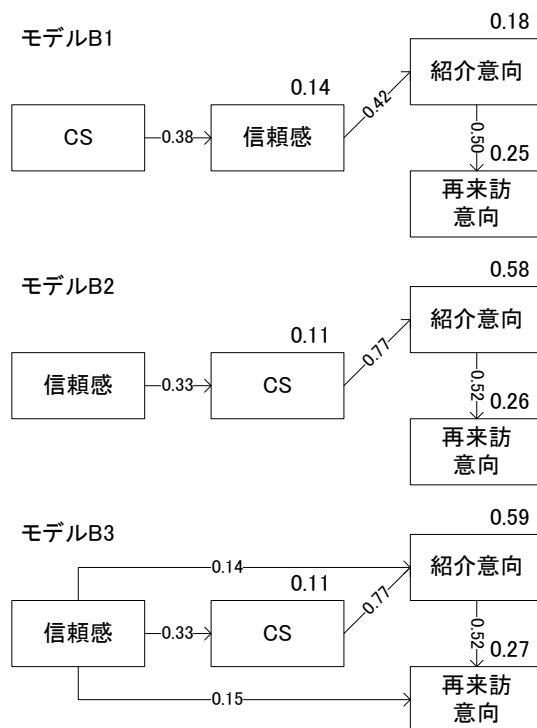 モデルB1
0.18
紹介意向
0.14
CS
0.38
信頼感
0.42
0.50
0.25
再来訪
意向
モデルB2
0.58
紹介意向
0.11
信頼感
0.33
CS
0.77
0.52
0.26
再来訪
意向
モデルB3
0.59
紹介意向
0.14
0.11
信頼感
0.33
CS
0.77
0.52
0.27
再来訪
意向
0.15